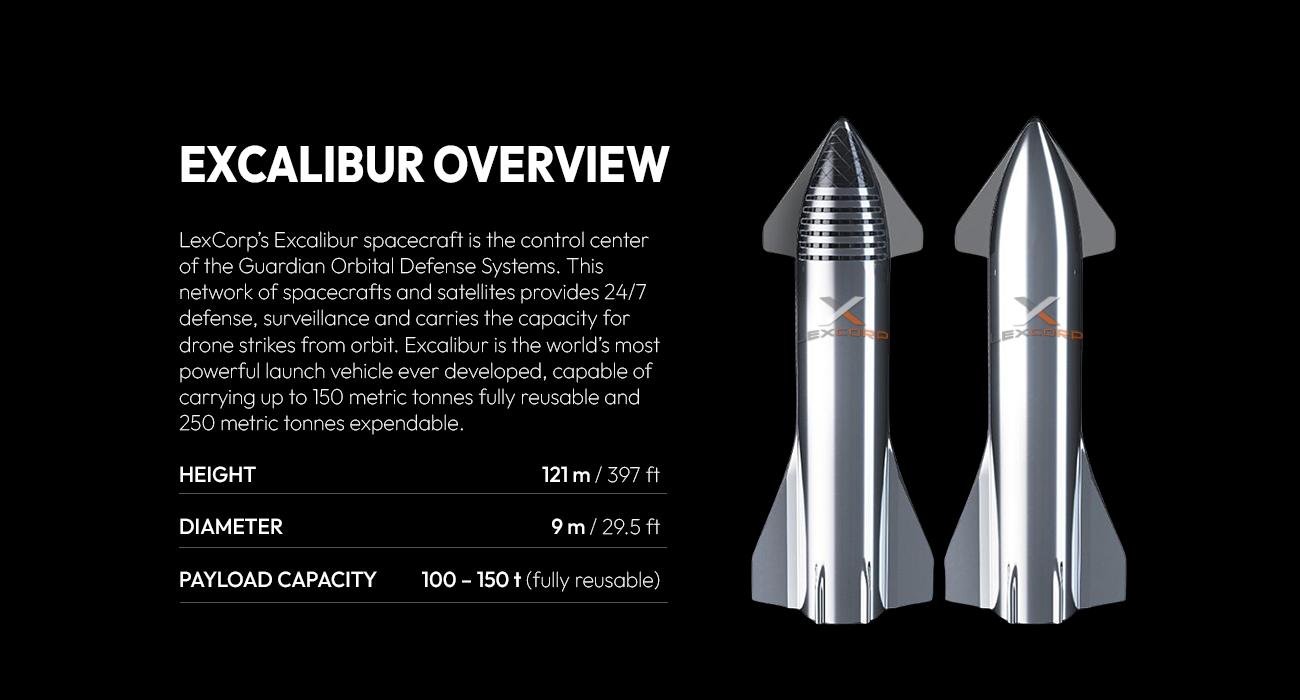 EXCALIBUR OVERVIEW
LexCorp’s Excalibur spacecraft is the control center
of the Guardian Orbital Defense Systems. This
network of spacecrafts and satellites provides 24/7
defense, surveillance and carries the capacity for
drone strikes from orbit. Excalibur is the world’s most
powerful launch vehicle ever developed, capable of
carrying up to 150 metric tonnes fully reusable and
250 metric tonnes expendable.
HEIGHT 121 m / 397 ft
DIAMETER 9 m / 29.5 ft
PAYLOAD CAPACITY 100 – 150 t (fully reusable)
LEXCORP
LEXCORP